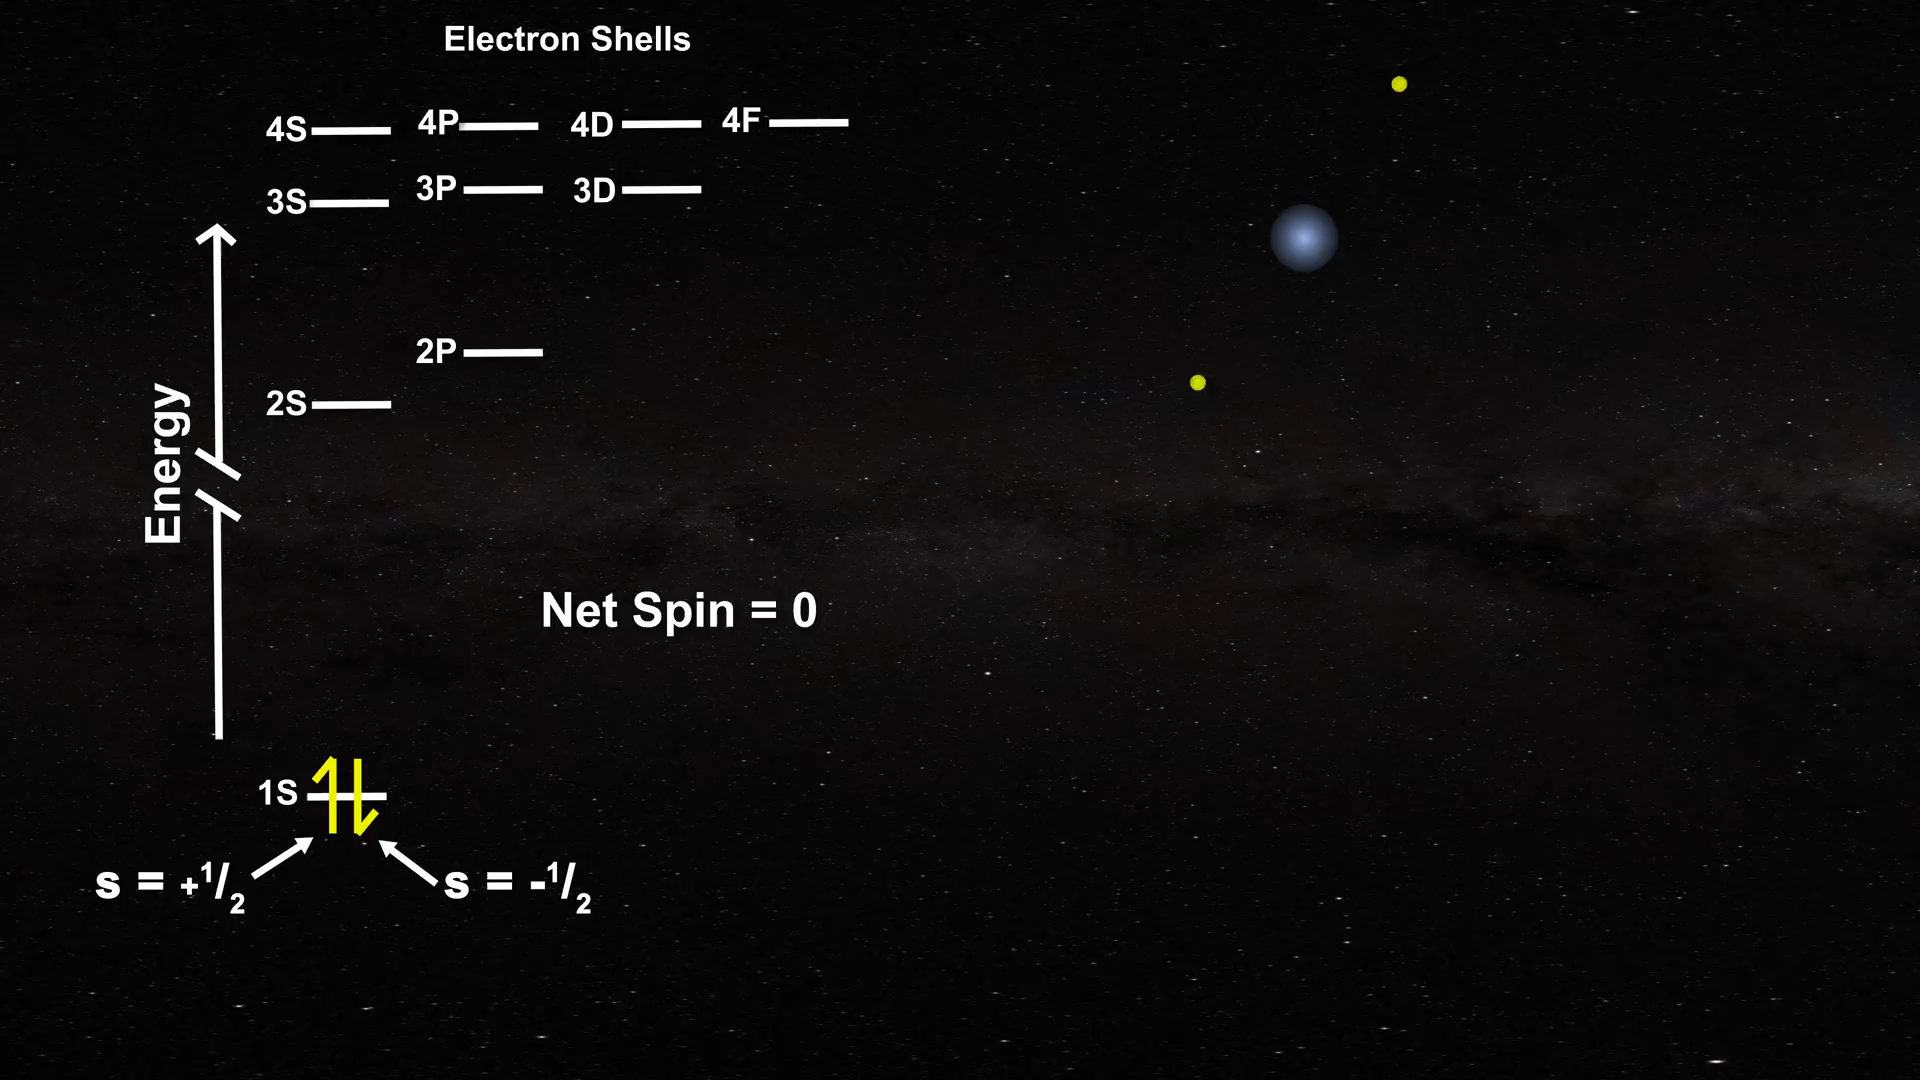 Electron Shells
4S 4P 4D 4F
3S 3P 3D
2P
2S
Energy
Net Spin = 0
1S
s = +1/2 s = -1/2